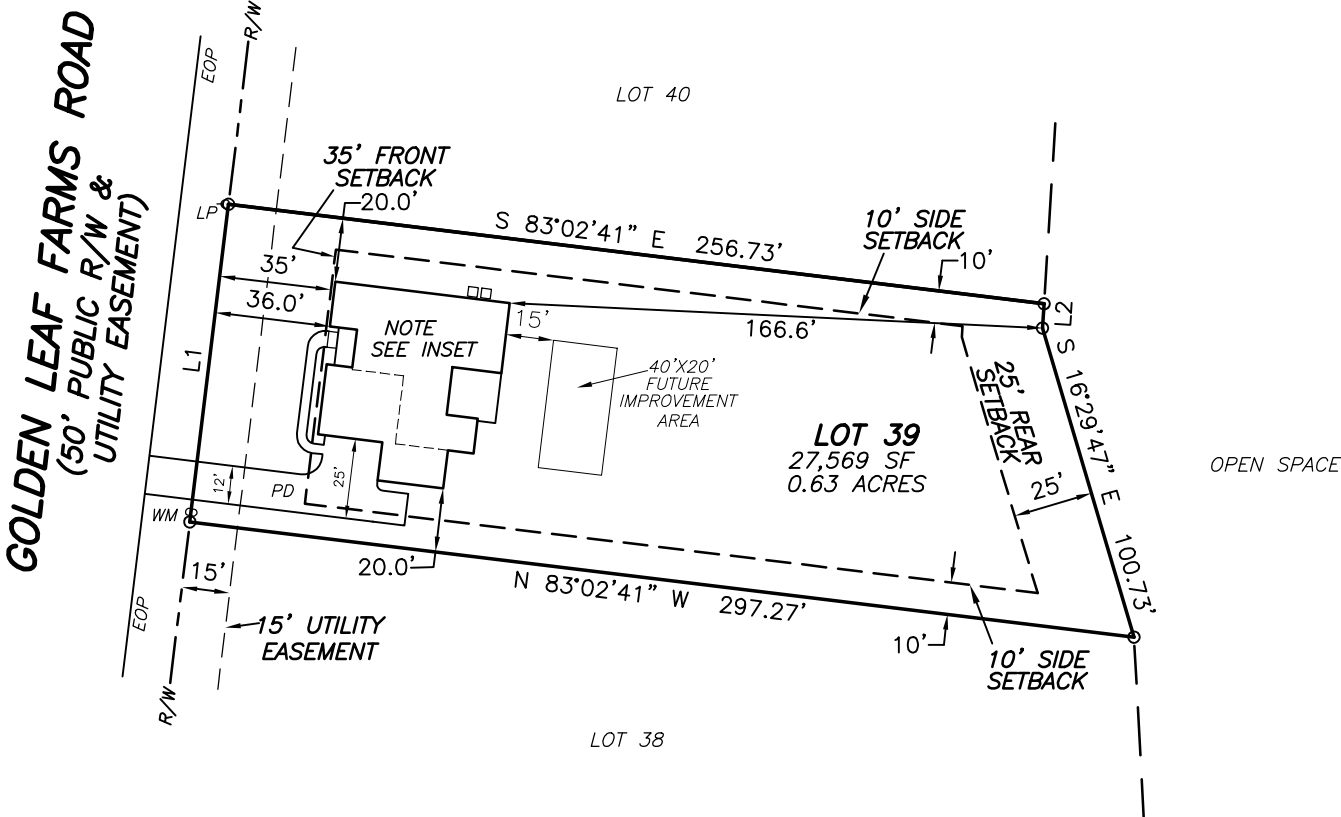 GOLDEN LEAF FARMS ROAD
(50' PUBLIC R/W &
UTILITY EASEMENT)
EOP
R/W
LOT 40
35' FRONT
SETBACK
20.0'
LP
S 83°02'41" E 256.73'
10' SIDE
SETBACK
10'
35'
36.0'
NOTE
SEE INSET
15'
166.6'
L2
L1
40'X20'
FUTURE
IMPROVEMENT
AREA
25' REAR
SETBACK
S 16°29'47" E 100.73'
LOT 39
27,569 SF
0.63 ACRES
OPEN SPACE
25'
12'
PD
25'
WM
20.0'
N 83°02'41" W 297.27'
15'
EOP
15' UTILITY
EASEMENT
10'
10' SIDE
SETBACK
R/W
LOT 38